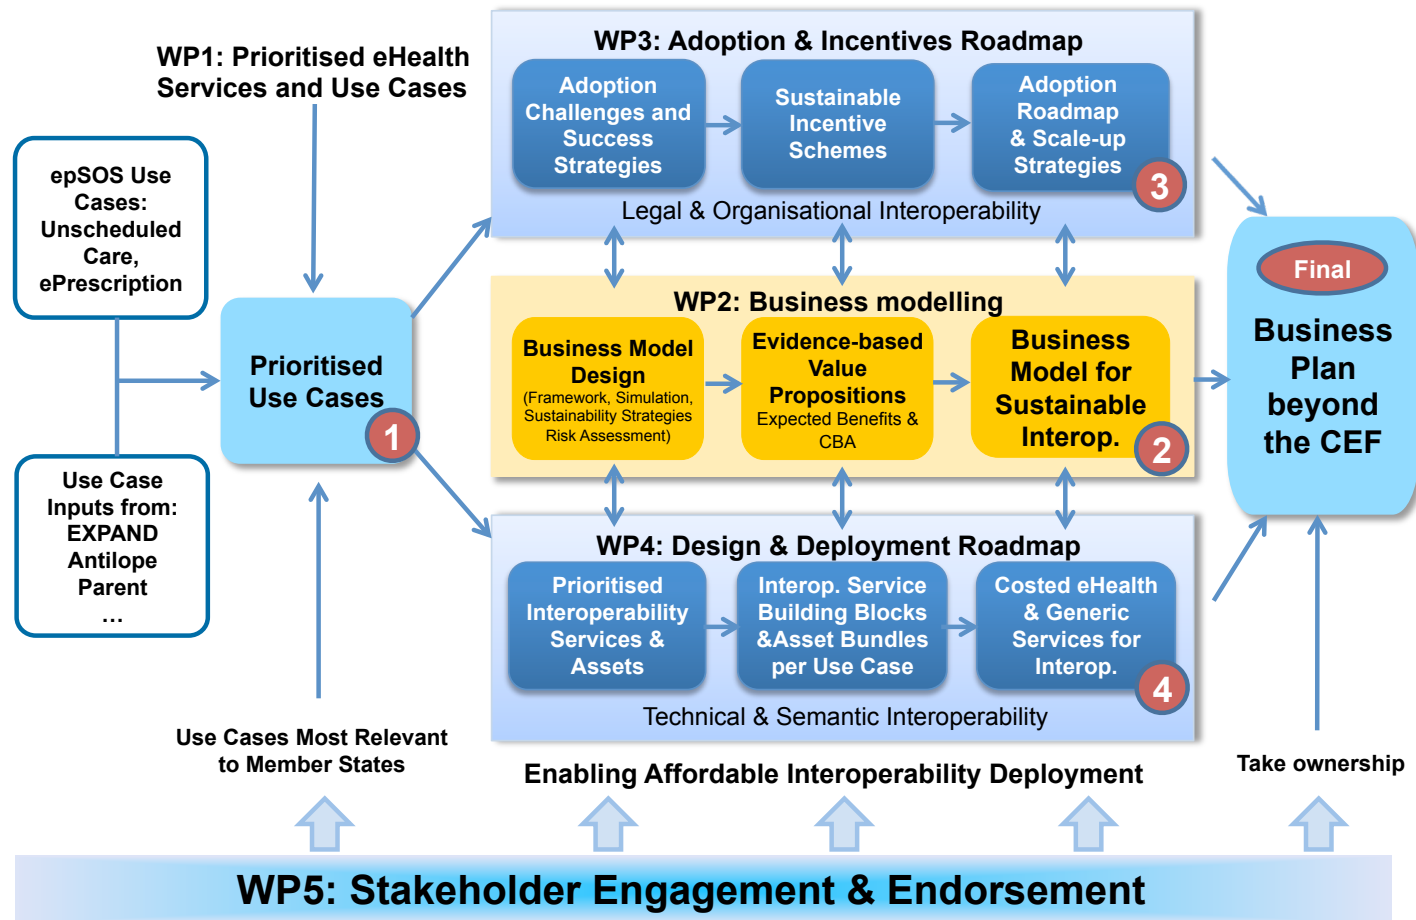 WP1: Prioritised eHealth
Services and Use Cases
epSOS Use
Cases:
Unscheduled
Care,
ePrescription
Use Case
Inputs from:
EXPAND
Antilope
Parent
…
Prioritised
Use Cases
1
Use Cases Most Relevant
to Member States
WP3: Adoption & Incentives Roadmap
Adoption
Challenges and
Success
Strategies
Sustainable
Incentive
Schemes
Adoption
Roadmap
& Scale-up
Strategies
3
Legal & Organisational Interoperability
WP2: Business modelling
Business Model
Design
(Framework, Simulation,
Sustainability Strategies
Risk Assessment)
Evidence-based
Value
Propositions
Expected Benefits &
CBA
Business
Model for
Sustainable
Interop.
2
WP4: Design & Deployment Roadmap
Prioritised
Interoperability
Services &
Assets
Interop. Service
Building Blocks
&Asset Bundles
per Use Case
Costed eHealth
& Generic
Services for
Interop.
4
Technical & Semantic Interoperability
Enabling Affordable Interoperability Deployment
Final
Business
Plan
beyond
the CEF
Take ownership
WP5: Stakeholder Engagement & Endorsement